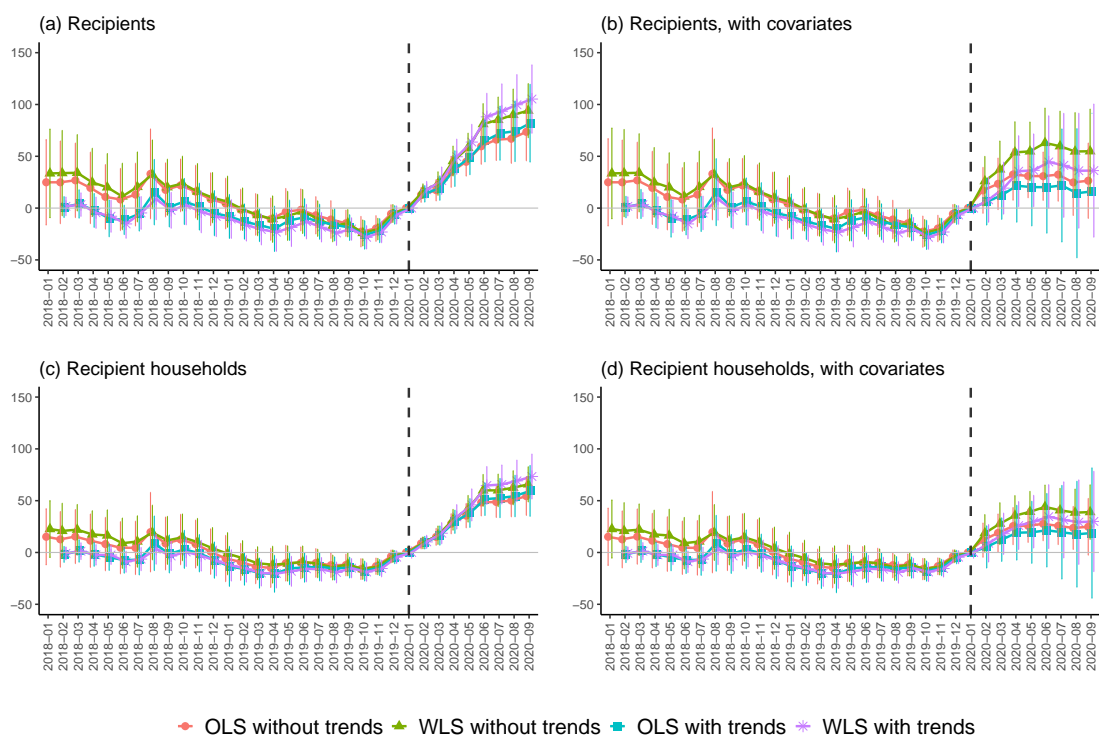 (a) Recipients
(b) Recipients, with covariates
150
100
50
0
−50
150
100
50
0
−50
2018−01 2018−02 2018−03 2018−04 2018−05 2018−06 2018−07 2018−08 2018−09 2018−10 2018−11 2018−12 2019−01 2019−02 2019−03 2019−04 2019−05 2019−06 2019−07 2019−08 2019−09 2019−10 2019−11 2019−12 2020−01 2020−02 2020−03 2020−04 2020−05 2020−06 2020−07 2020−08 2020−09
2018−01 2018−02 2018−03 2018−04 2018−05 2018−06 2018−07 2018−08 2018−09 2018−10 2018−11 2018−12 2019−01 2019−02 2019−03 2019−04 2019−05 2019−06 2019−07 2019−08 2019−09 2019−10 2019−11 2019−12 2020−01 2020−02 2020−03 2020−04 2020−05 2020−06 2020−07 2020−08 2020−09
(c) Recipient households
(d) Recipient households, with covariates
150
100
50
0
−50
150
100
50
0
−50
2018−01 2018−02 2018−03 2018−04 2018−05 2018−06 2018−07 2018−08 2018−09 2018−10 2018−11 2018−12 2019−01 2019−02 2019−03 2019−04 2019−05 2019−06 2019−07 2019−08 2019−09 2019−10 2019−11 2019−12 2020−01 2020−02 2020−03 2020−04 2020−05 2020−06 2020−07 2020−08 2020−09
2018−01 2018−02 2018−03 2018−04 2018−05 2018−06 2018−07 2018−08 2018−09 2018−10 2018−11 2018−12 2019−01 2019−02 2019−03 2019−04 2019−05 2019−06 2019−07 2019−08 2019−09 2019−10 2019−11 2019−12 2020−01 2020−02 2020−03 2020−04 2020−05 2020−06 2020−07 2020−08 2020−09
OLS without trends WLS without trends OLS with trends WLS with trends